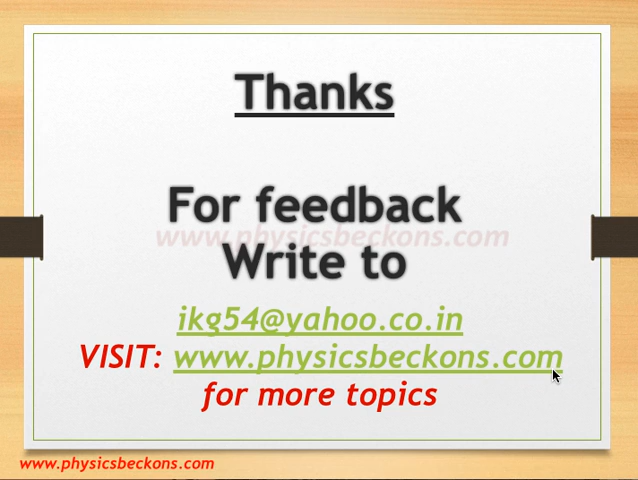 Thanks
For feedback
www.physicsbeckons.com
Write to
ikg54@yahoo.co.in
VISIT: www.physicsbeckons.com
for more topics
www.physicsbeckons.com